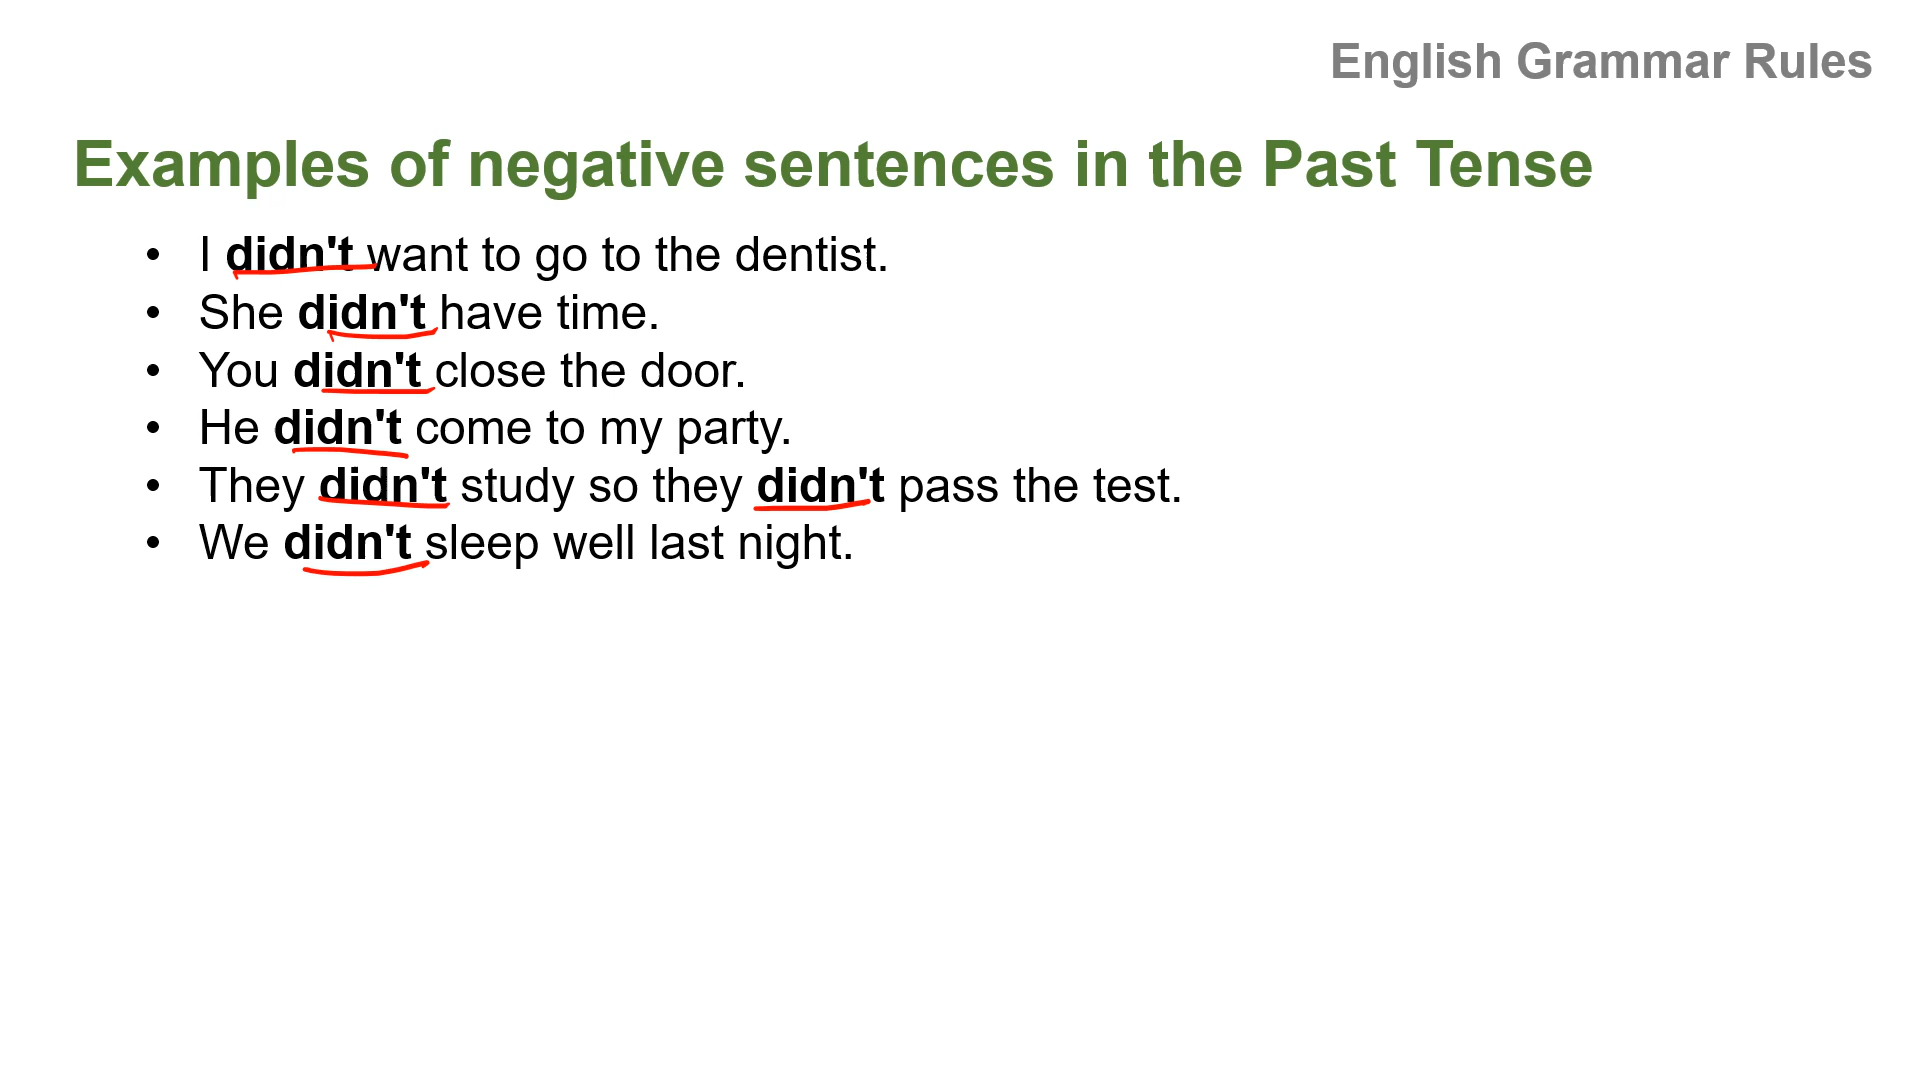 English Grammar Rules
Examples of negative sentences in the Past Tense
• I didn't want to go to the dentist.
• She didn't have time.
• You didn't close the door.
• He didn't come to my party.
• They didn't study so they didn't pass the test.
• We didn't sleep well last night.